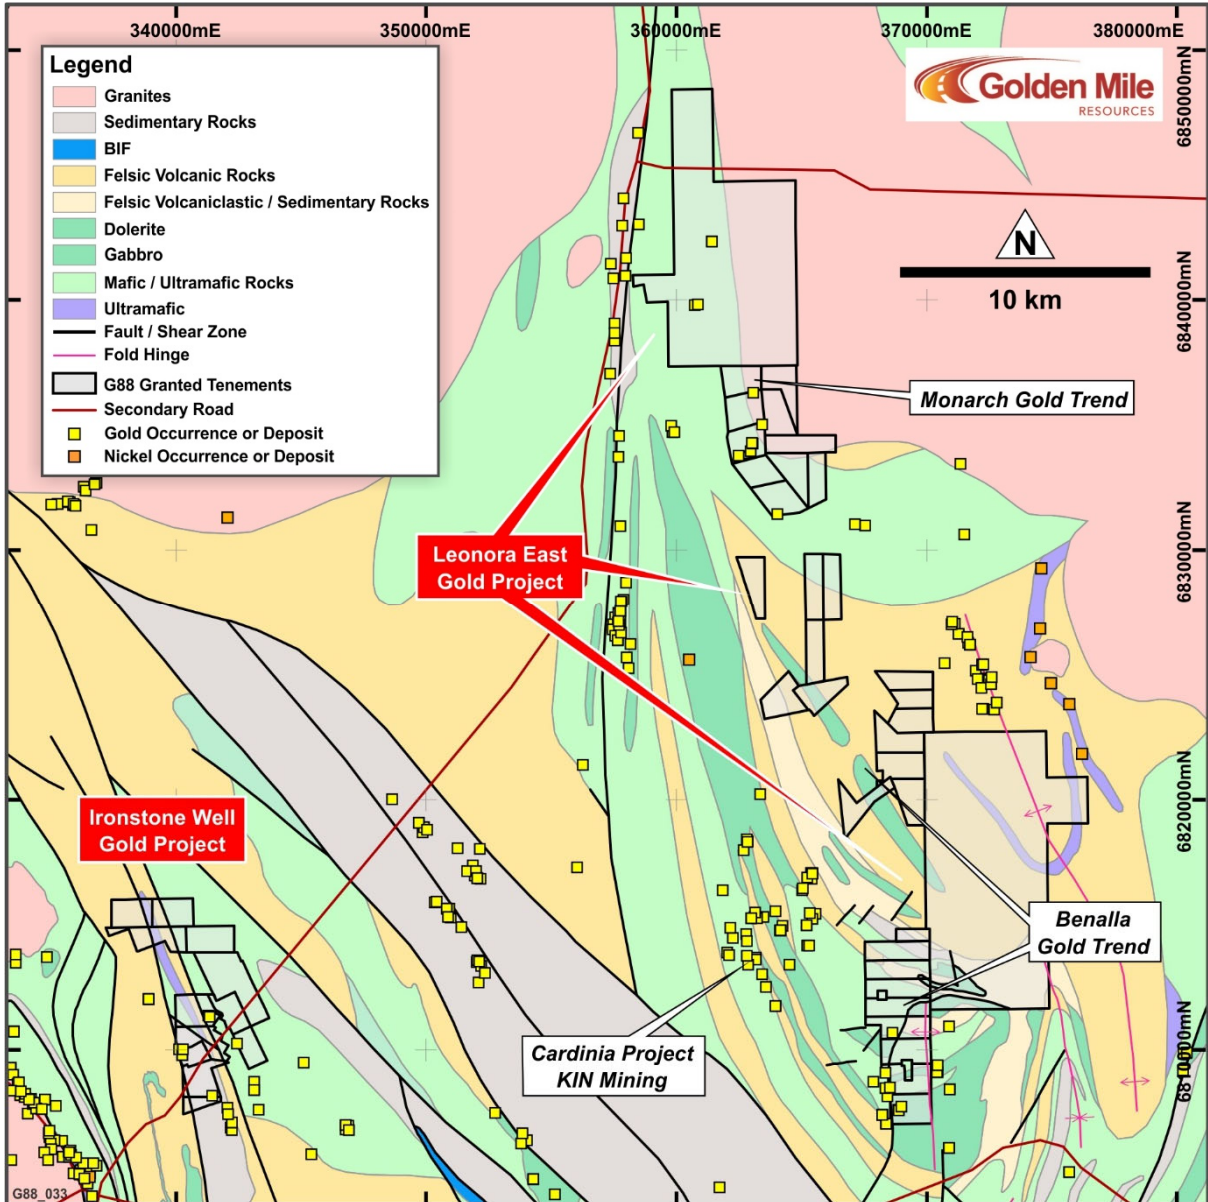 340000mE
350000mE
360000mE
370000mE
380000mE
Legend
Granites
Sedimentary Rocks
BIF
Felsic Volcanic Rocks
Felsic Volcaniclastic / Sedimentary Rocks
Dolerite
Gabbro
Mafic / Ultramafic Rocks
Ultramafic
Fault / Shear Zone
Fold Hinge
G88 Granted Tenements
Secondary Road
Gold Occurrence or Deposit
Nickel Occurrence or Deposit
Golden Mile
RESOURCES
6850000mN
N
10 km
6840000mN
Monarch Gold Trend
Leonora East
Gold Project
6830000mN
6820000mN
Ironstone Well
Gold Project
Benalla
Gold Trend
Cardinia Project
KIN Mining
6810000mN
G88_033